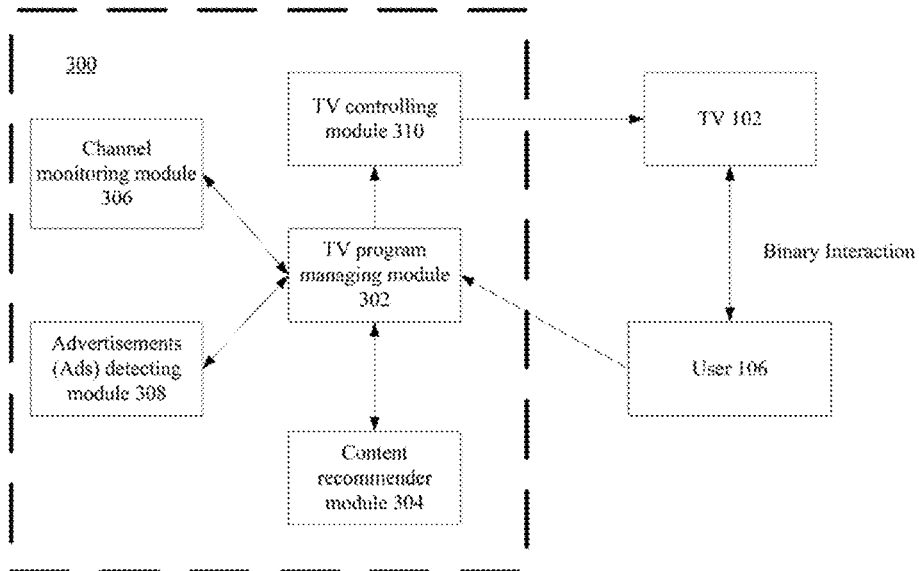 300
TV controlling
module 310
TV 102
Channel
monitoring module
306
TV program
managing module
302
Binary Interaction
Advertisements
(Ads) detecting
module 308
User 106
Content
recommender
module 304